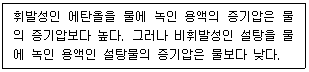 휘발성인 에탄올을 물에 녹인 용액의 증기압은 물
의 증기압보다 높다. 그러나 비휘발성인 설탕을 물
에 녹인 용액인 설탕물의 증기압은 물보다 낮다.